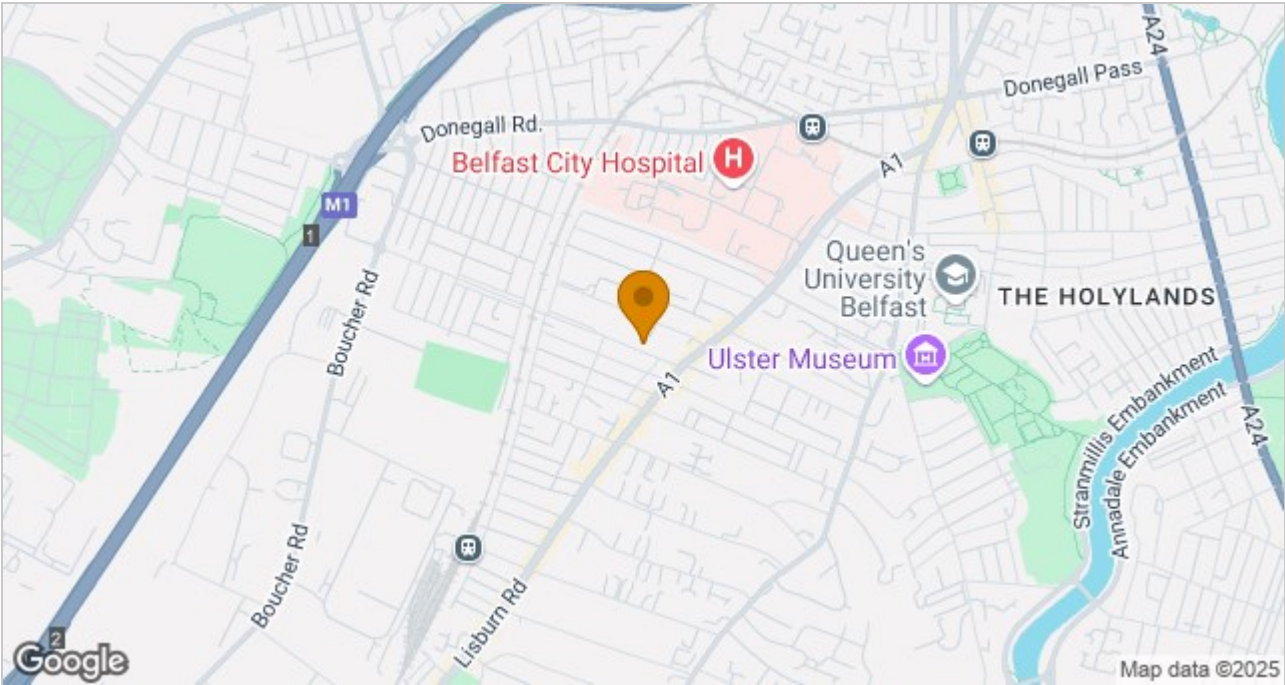 A24
Donegall Pass
Donegall Rd.
Belfast City Hospital
H
A1
M1
1
Queen's
University
Belfast
THE HOLYLANDS
Boucher Rd
Ulster Museum
A1
Stranmillis Embankment
Annadale Embankment
A24
Boucher Rd
Lisburn Rd
2
Google
Map data ©2025